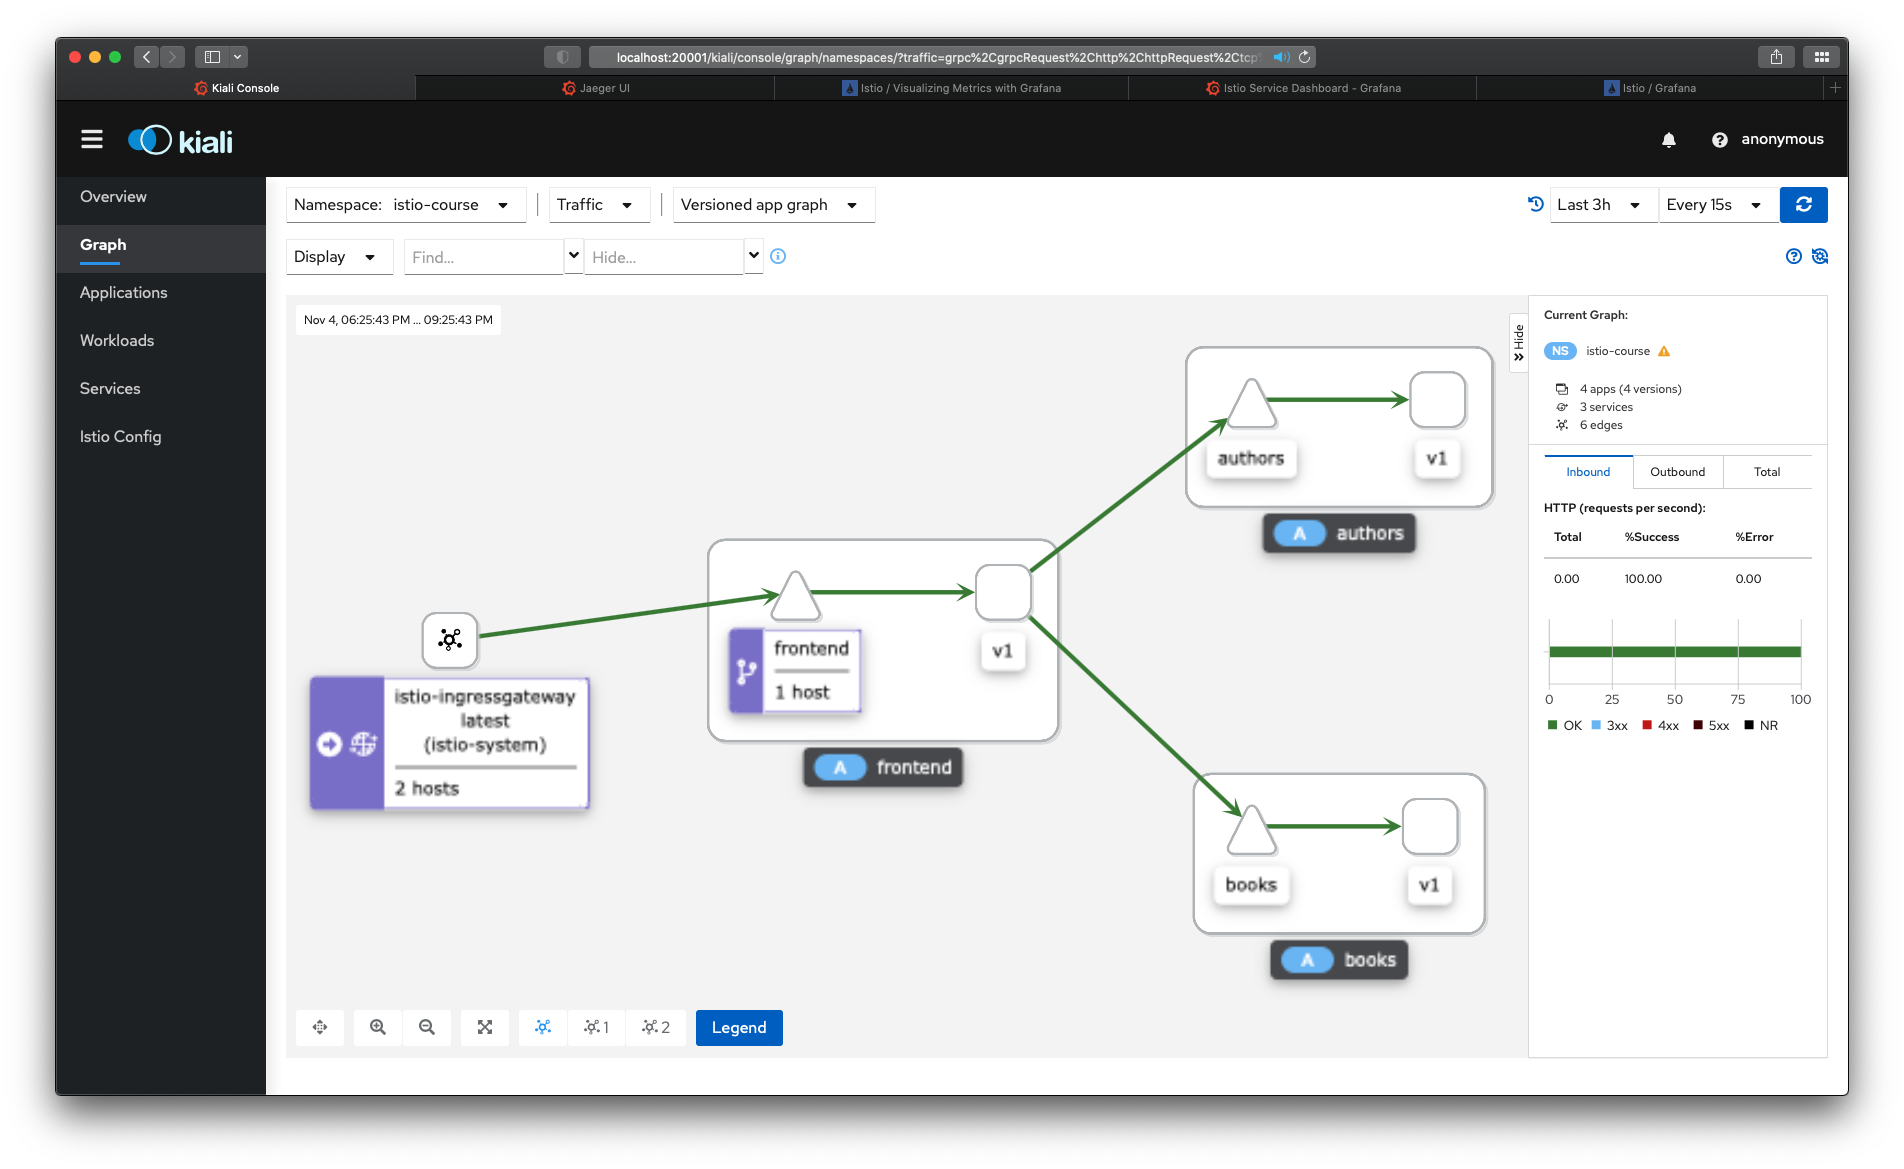 localhost:20001/kiali/console/graph/namespaces/?traffic=grpc%2CgrpcRequest%2Chttp%2ChttpRequest%2Ctcp
Kiali Console
Jaeger UI
Istio / Visualizing Metrics with Grafana
Istio Service Dashboard - Grafana
Istio / Grafana
kiali
anonymous
Overview
Graph
Applications
Workloads
Services
Istio Config
Namespace: istio-course
Traffic
Versioned app graph
Last 3h
Every 15s
Display
Find...
Hide...
Nov 4, 06:25:43 PM ... 09:25:43 PM
Hide
authors
v1
A authors
frontend
1 host
v1
A frontend
istio-ingressgateway
latest
(istio-system)
2 hosts
books
v1
A books
1
2
Legend
Current Graph:
NS istio-course
4 apps (4 versions)
3 services
6 edges
Inbound
Outbound
Total
HTTP (requests per second):
Total %Success %Error
0.00 100.00 0.00
0 25 50 75 100
OK 3xx 4xx 5xx NR